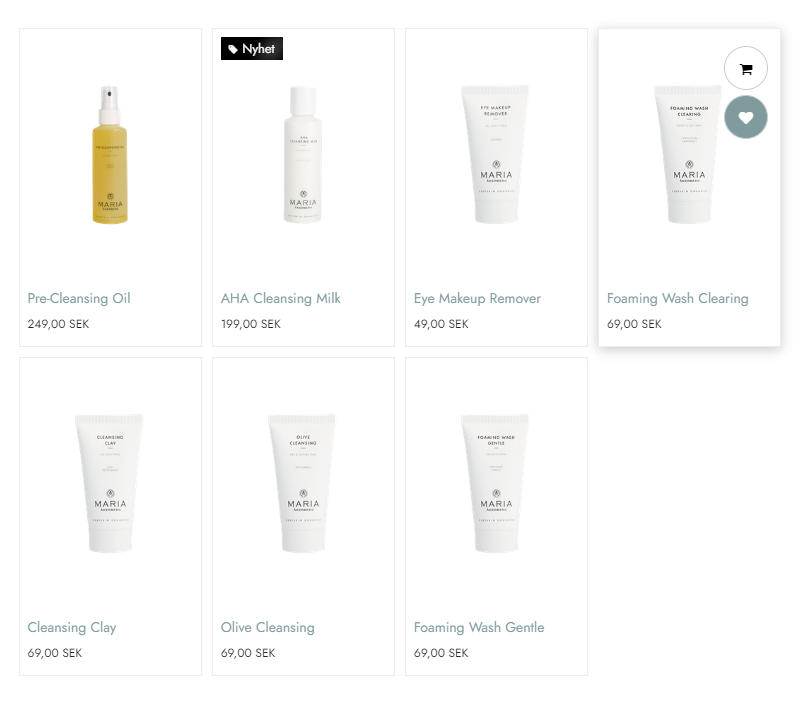 Nyhet
MARIA
MARIA
EYE MAKEUP
REMOVER
MARIA
FOAMING WASH
CLEARING
MARIA
Pre-Cleansing Oil
249,00 SEK
AHA Cleansing Milk
199,00 SEK
Eye Makeup Remover
49,00 SEK
Foaming Wash Clearing
69,00 SEK
CLEANSING
CLAY
MARIA
OLIVE
CLEANSING
MARIA
FOAMING WASH
GENTLE
MARIA
Cleansing Clay
69,00 SEK
Olive Cleansing
69,00 SEK
Foaming Wash Gentle
69,00 SEK